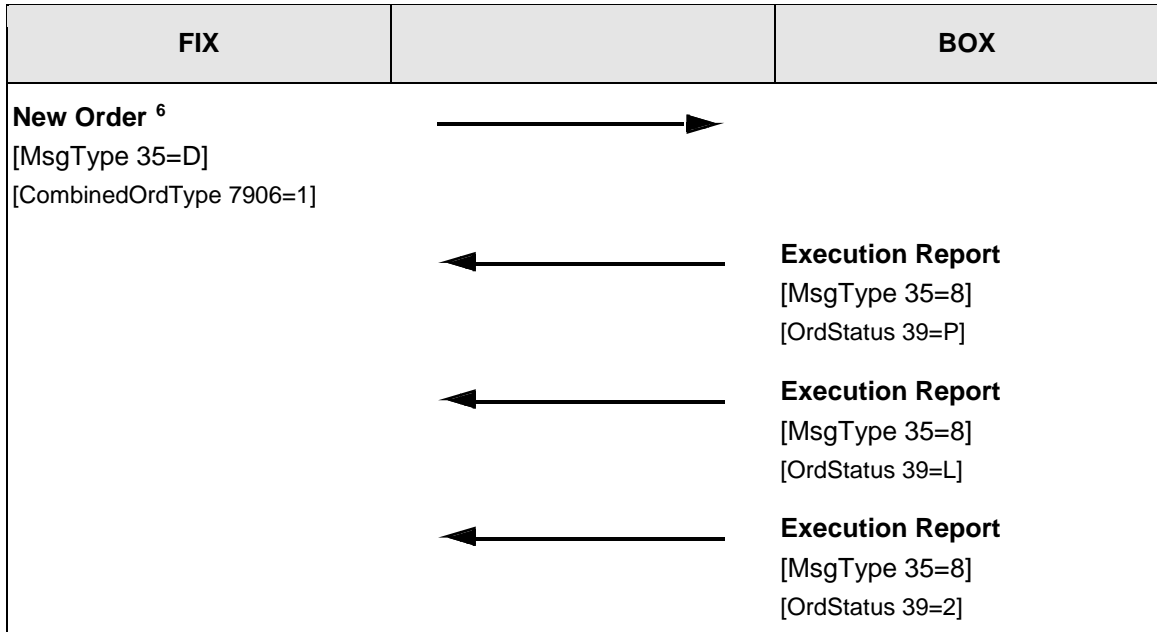 FIX
BOX
New Order 6
[MsgType 35=D]
[CombinedOrdType 7906=1]
Execution Report
[MsgType 35=8]
[OrdStatus 39=P]
Execution Report
[MsgType 35=8]
[OrdStatus 39=L]
Execution Report
[MsgType 35=8]
[OrdStatus 39=2]